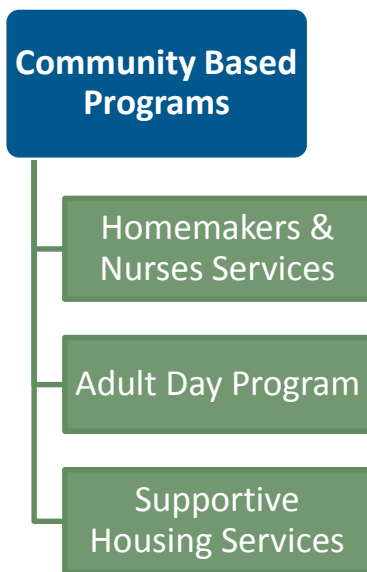 Community Based
Programs
Homemakers &
Nurses Services
Adult Day Program
Supportive
Housing Services